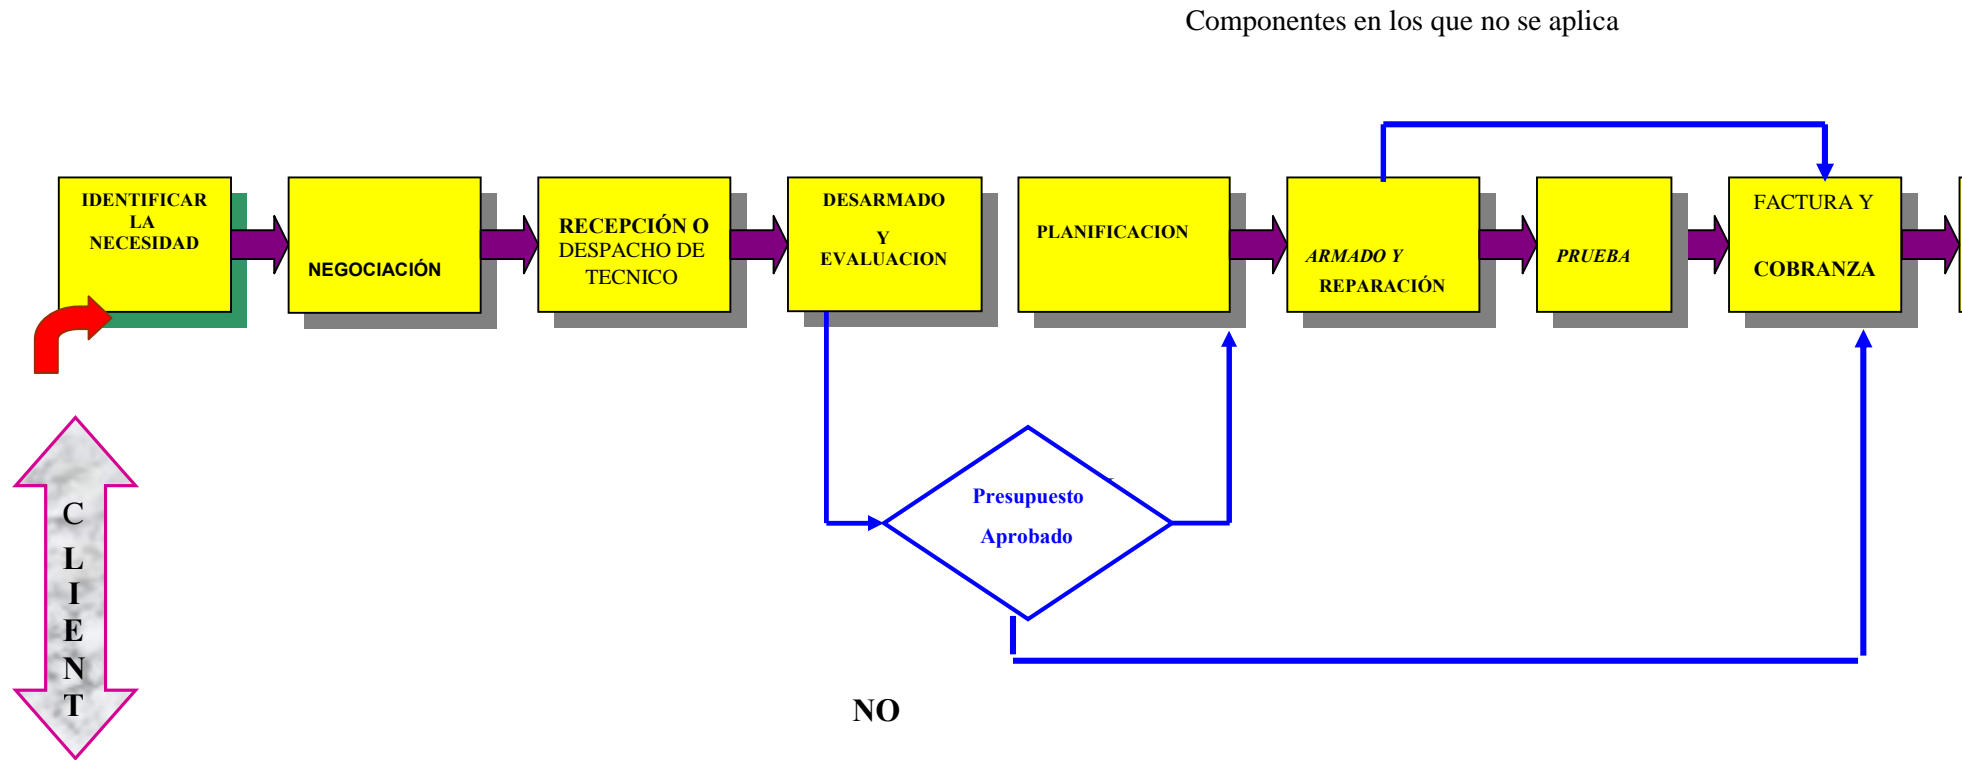 Componentes en los que no se aplica
IDENTIFICAR
LA
NECESIDAD
NEGOCIACIÓN
RECEPCIÓN O
DESPACHO DE
TECNICO
DESARMADO
Y
EVALUACION
PLANIFICACION
ARMADO Y
REPARACIÓN
PRUEBA
FACTURA Y
COBRANZA
Presupuesto
Aprobado
C
L
I
E
N
T
NO